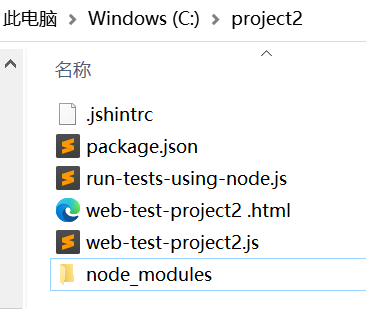 此电脑 > Windows (C:) > project2
名称
.jshintrc
package.json
run-tests-using-node.js
web-test-project2 .html
web-test-project2.js
node_modules